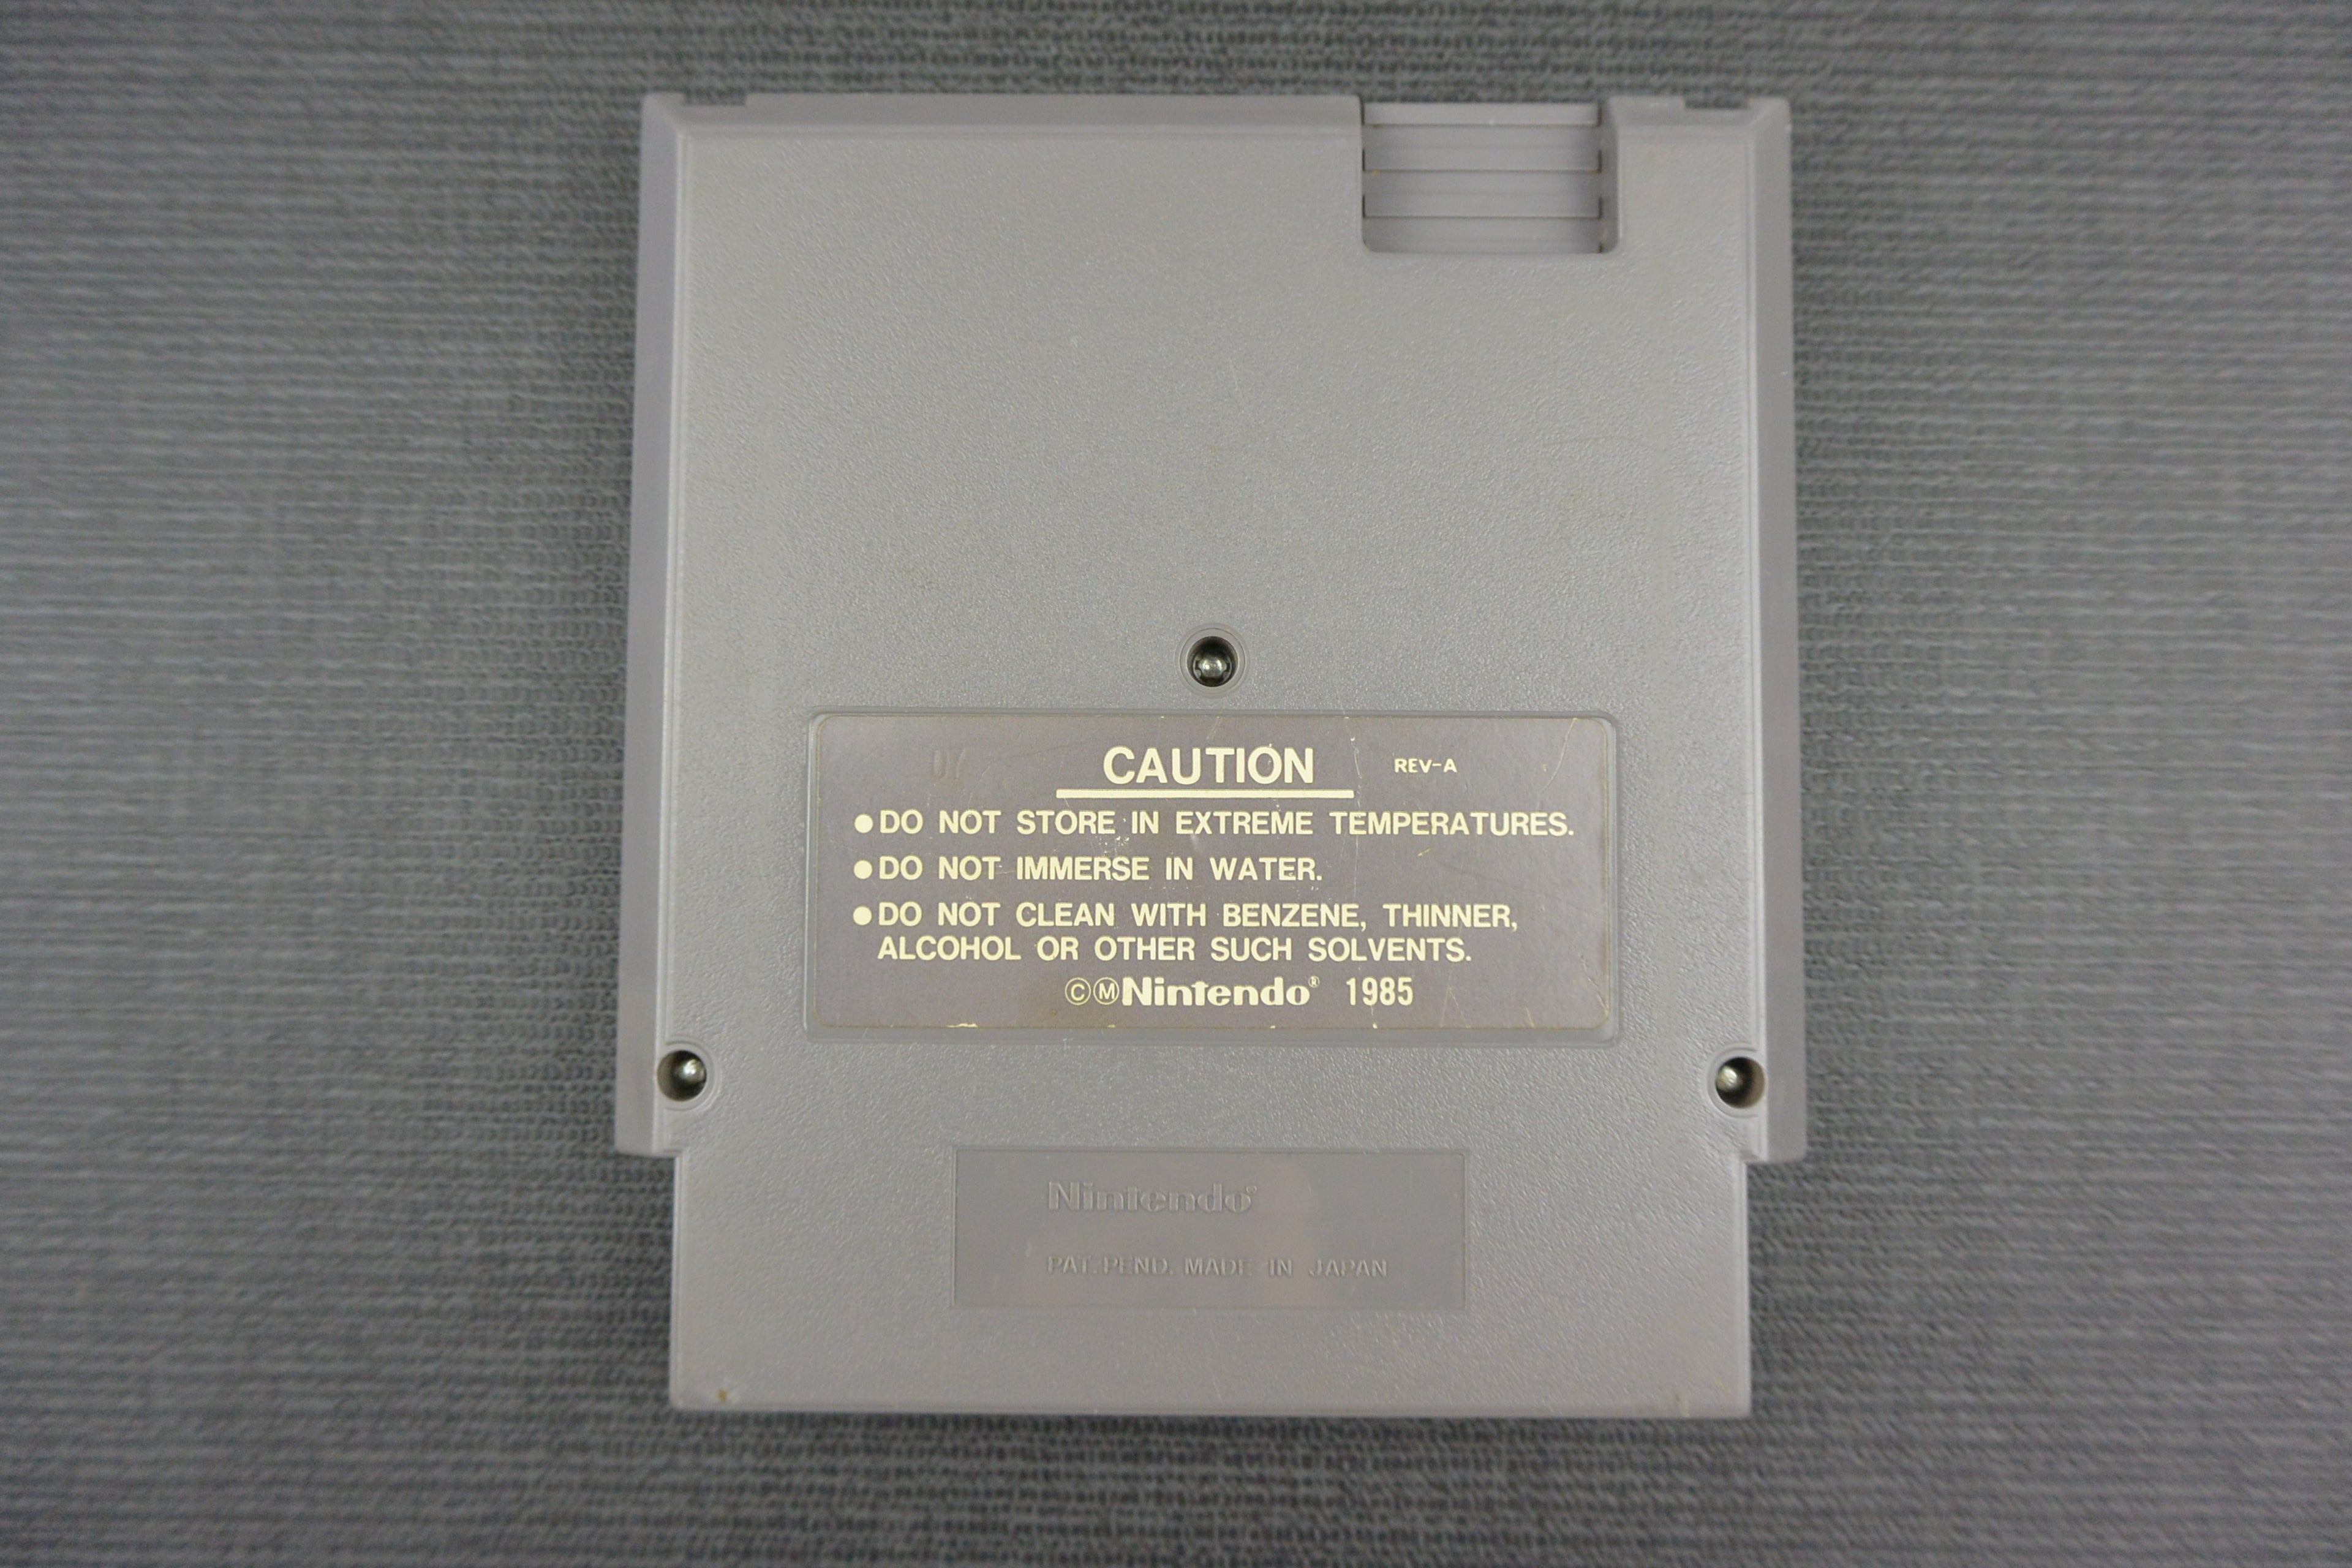 07
CAUTION REV-A
●DO NOT STORE IN EXTREME TEMPERATURES.
●DO NOT IMMERSE IN WATER.
●DO NOT CLEAN WITH BENZENE, THINNER,
ALCOHOL OR OTHER SUCH SOLVENTS.
©ⓂNintendo® 1985
Nintendo®
PAT. PEND. MADE IN JAPAN